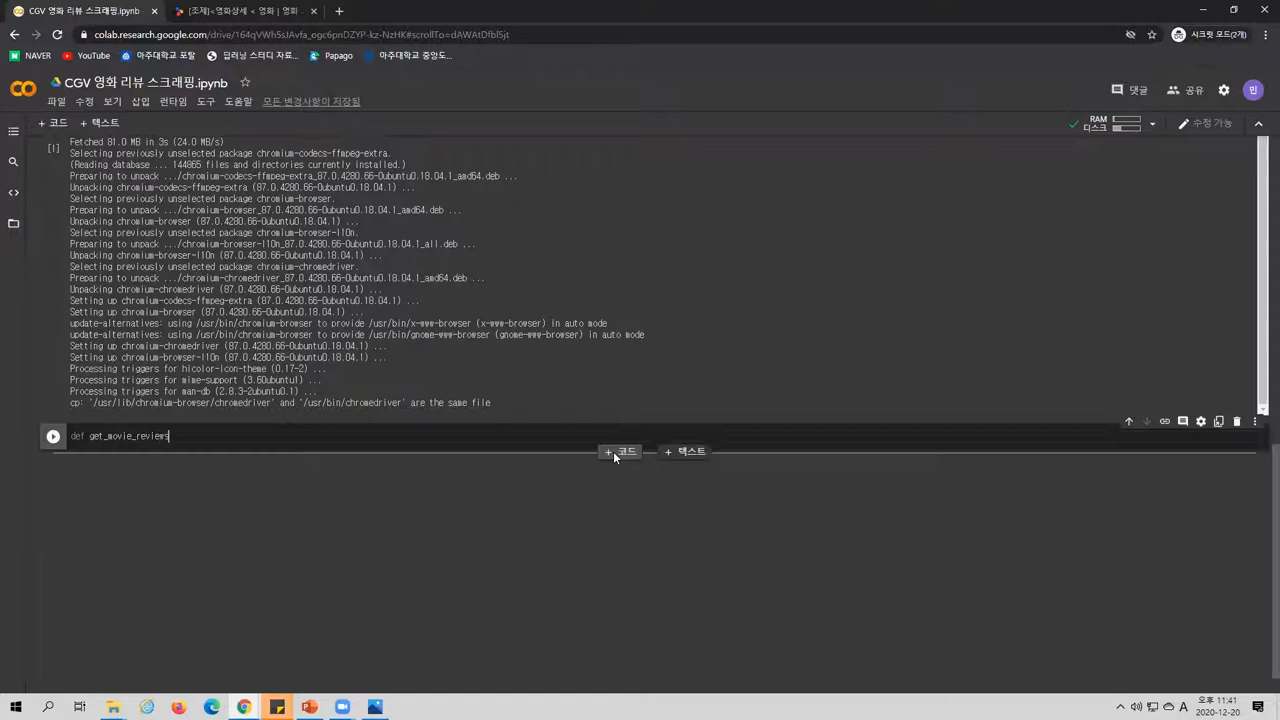 CGV 영화 리뷰 스크래핑.ipynb
[조제]<영화상세 < 영화 | 영화
colab.research.google.com/drive/164qVWh5sJAvfa_ogc6pnDZYP-kz-NzHK#scrollTo=dAWAtDfbl5jt
시크릿 모드(2개)
NAVER YouTube 아주대학교 포탈 딥러닝 스터디 자료... Papago 아주대학교 중앙도...
CGV 영화 리뷰 스크래핑.ipynb
댓글 공유 민
파일 수정 보기 삽입 런타임 도구 도움말 모든 변경사항이 저장됨
+ 코드 + 텍스트
RAM
디스크
수정 가능
Fetched 81.0 MB in 3s (24.0 MB/s)
[1] Selecting previously unselected package chromium-codecs-ffmpeg-extra.
(Reading database ... 144865 files and directories currently installed.)
Preparing to unpack .../chromium-codecs-ffmpeg-extra_87.0.4280.66-0ubuntu0.18.04.1_amd64.deb ...
Unpacking chromium-codecs-ffmpeg-extra (87.0.4280.66-0ubuntu0.18.04.1) ...
Selecting previously unselected package chromium-browser.
Preparing to unpack .../chromium-browser_87.0.4280.66-0ubuntu0.18.04.1_amd64.deb ...
Unpacking chromium-browser (87.0.4280.66-0ubuntu0.18.04.1) ...
Selecting previously unselected package chromium-browser-l10n.
Preparing to unpack .../chromium-browser-l10n_87.0.4280.66-0ubuntu0.18.04.1_all.deb ...
Unpacking chromium-browser-l10n (87.0.4280.66-0ubuntu0.18.04.1) ...
Selecting previously unselected package chromium-chromedriver.
Preparing to unpack .../chromium-chromedriver_87.0.4280.66-0ubuntu0.18.04.1_amd64.deb ...
Unpacking chromium-chromedriver (87.0.4280.66-0ubuntu0.18.04.1) ...
Setting up chromium-codecs-ffmpeg-extra (87.0.4280.66-0ubuntu0.18.04.1) ...
Setting up chromium-browser (87.0.4280.66-0ubuntu0.18.04.1) ...
update-alternatives: using /usr/bin/chromium-browser to provide /usr/bin/x-www-browser (x-www-browser) in auto mode
update-alternatives: using /usr/bin/chromium-browser to provide /usr/bin/gnome-www-browser (gnome-www-browser) in auto mode
Setting up chromium-chromedriver (87.0.4280.66-0ubuntu0.18.04.1) ...
Setting up chromium-browser-l10n (87.0.4280.66-0ubuntu0.18.04.1) ...
Processing triggers for hicolor-icon-theme (0.17-2) ...
Processing triggers for mime-support (3.60ubuntu1) ...
Processing triggers for man-db (2.8.3-2ubuntu0.1) ...
cp: '/usr/lib/chromium-browser/chromedriver' and '/usr/bin/chromedriver' are the same file
def get_movie_reviews
+ 코드 + 텍스트
A
오후 11:41
2020-12-20